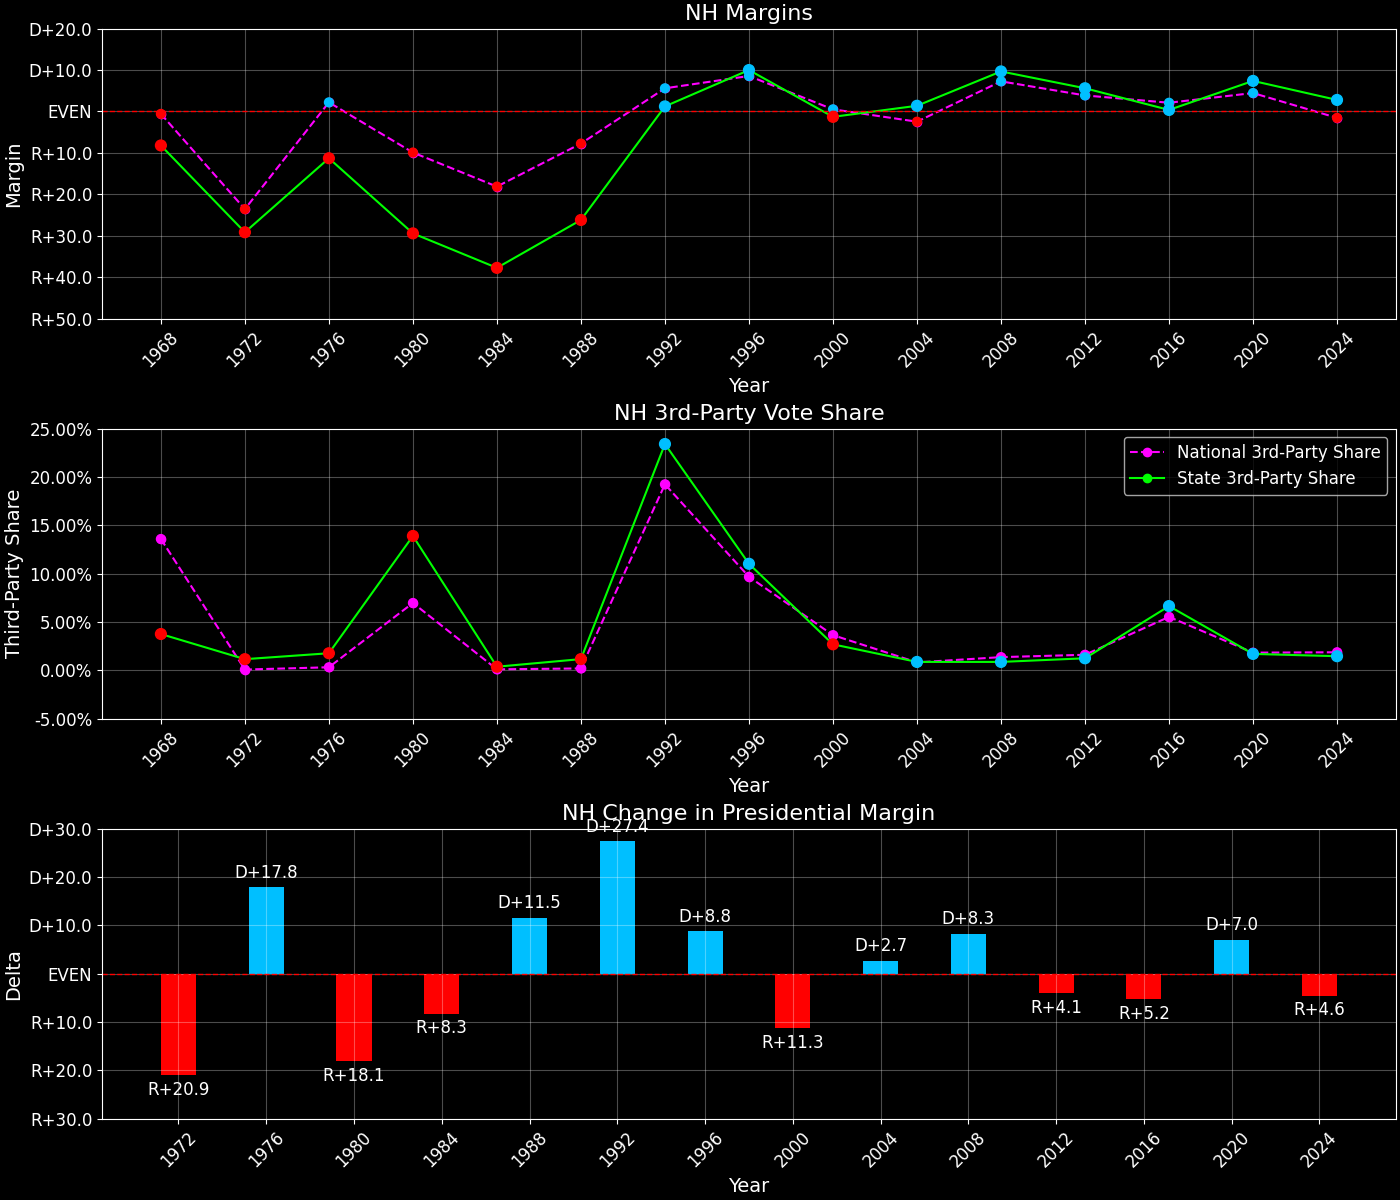 NH Margins
D+20.0
D+10.0
EVEN
R+10.0
R+20.0
R+30.0
R+40.0
R+50.0
Margin
1968 1972 1976 1980 1984 1988 1992 1996 2000 2004 2008 2012 2016 2020 2024
Year
NH 3rd-Party Vote Share
25.00%
20.00%
15.00%
10.00%
5.00%
0.00%
-5.00%
Third-Party Share
National 3rd-Party Share
State 3rd-Party Share
1968 1972 1976 1980 1984 1988 1992 1996 2000 2004 2008 2012 2016 2020 2024
Year
NH Change in Presidential Margin
D+30.0
D+20.0
D+10.0
EVEN
R+10.0
R+20.0
R+30.0
Delta
R+20.9
D+17.8
R+18.1
R+8.3
D+11.5
D+27.4
D+8.8
R+11.3
D+2.7
D+8.3
R+4.1
R+5.2
D+7.0
R+4.6
1972 1976 1980 1984 1988 1992 1996 2000 2004 2008 2012 2016 2020 2024
Year